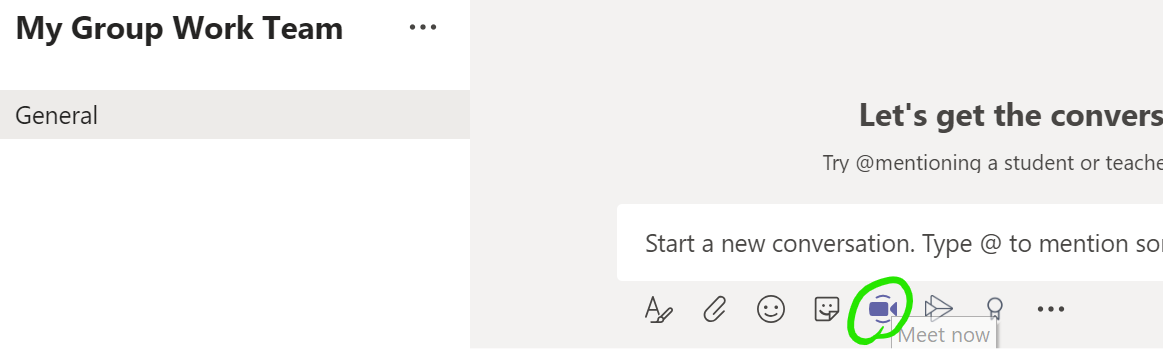 My Group Work Team
General
Let's get the convers
Try @mentioning a student or teache
Start a new conversation. Type @ to mention so
Meet now